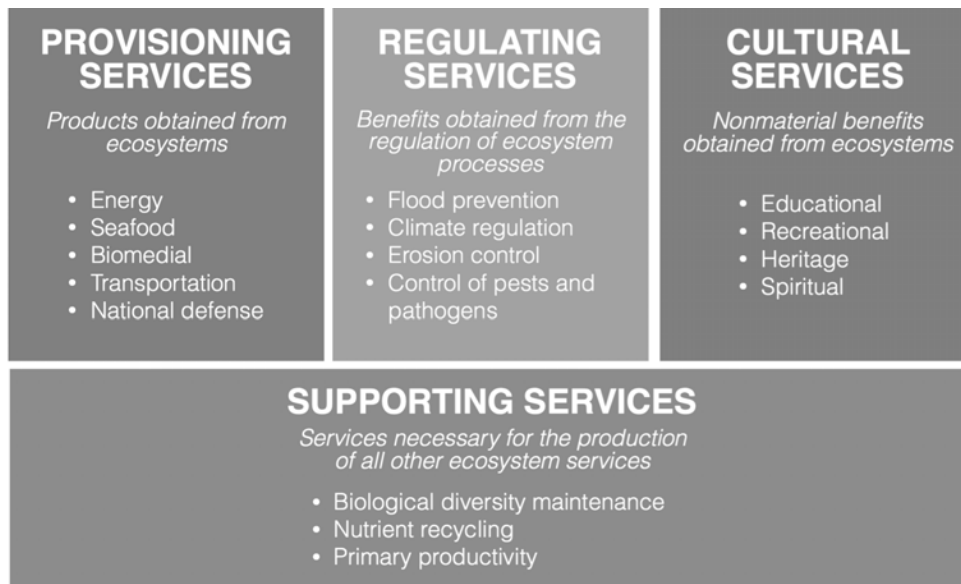 PROVISIONING
SERVICES
Products obtained from
ecosystems
• Energy
• Seafood
• Biomedial
• Transportation
• National defense
REGULATING
SERVICES
Benefits obtained from the
regulation of ecosystem
processes
• Flood prevention
• Climate regulation
• Erosion control
• Control of pests and
pathogens
CULTURAL
SERVICES
Nonmaterial benefits
obtained from ecosystems
• Educational
• Recreational
• Heritage
• Spiritual
SUPPORTING SERVICES
Services necessary for the production
of all other ecosystem services
• Biological diversity maintenance
• Nutrient recycling
• Primary productivity